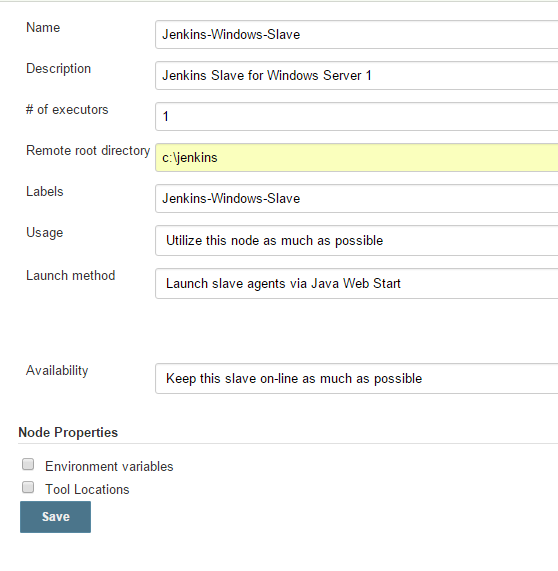 Name Jenkins-Windows-Slave
Description Jenkins Slave for Windows Server 1
# of executors 1
Remote root directory c:\jenkins
Labels Jenkins-Windows-Slave
Usage Utilize this node as much as possible
Launch method Launch slave agents via Java Web Start
Availability Keep this slave on-line as much as possible
Node Properties
Environment variables
Tool Locations
Save